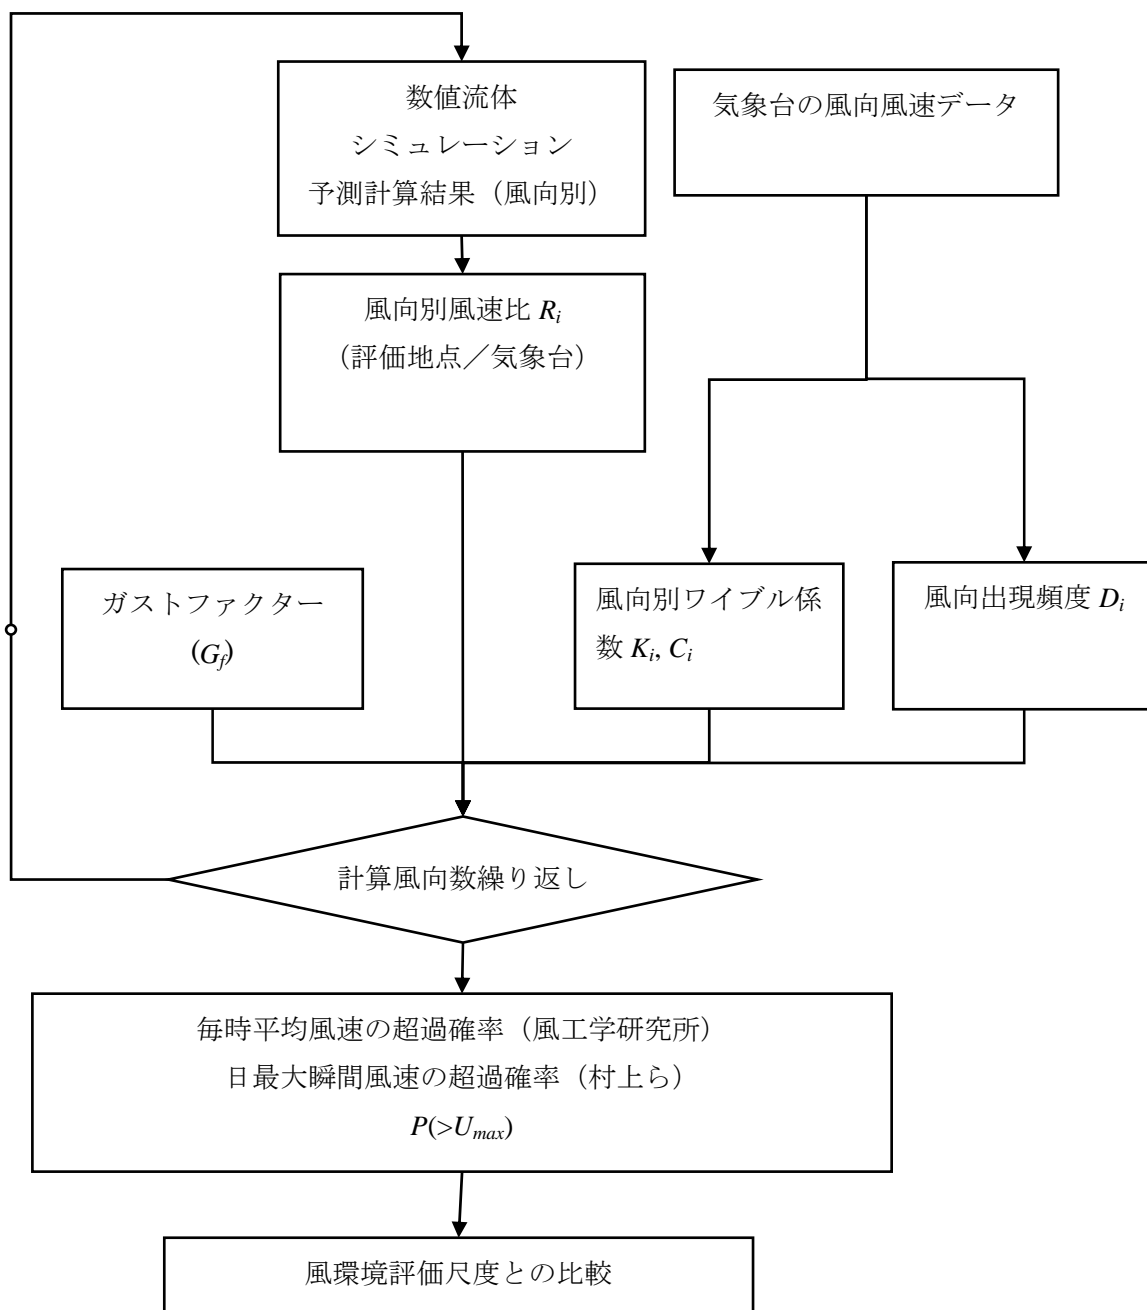 数値流体
シミュレーション
予測計算結果（風向別）
気象台の風向風速データ
風向別風速比 Ri
（評価地点／気象台）
ガストファクター
(Gf)
風向別ワイブル係
数 Ki, Ci
風向出現頻度 Di
計算風向数繰り返し
毎時平均風速の超過確率（風工学研究所）
日最大瞬間風速の超過確率（村上ら）
P(>Umax)
風環境評価尺度との比較